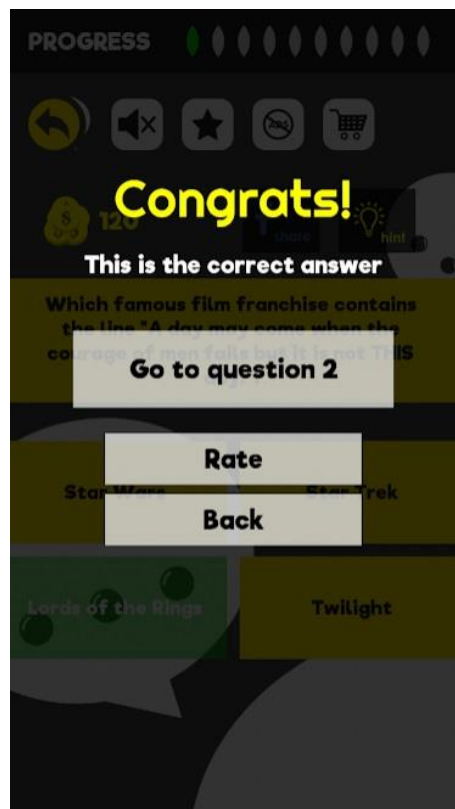 PROGRESS
120
Congrats!
share
hint
This is the correct answer
Which famous film franchise contains
the line "A day may come when the
courage of men fails but it is not THIS
Go to question 2
Rate
Star Wars
Star Trek
Back
Lords of the Rings
Twilight